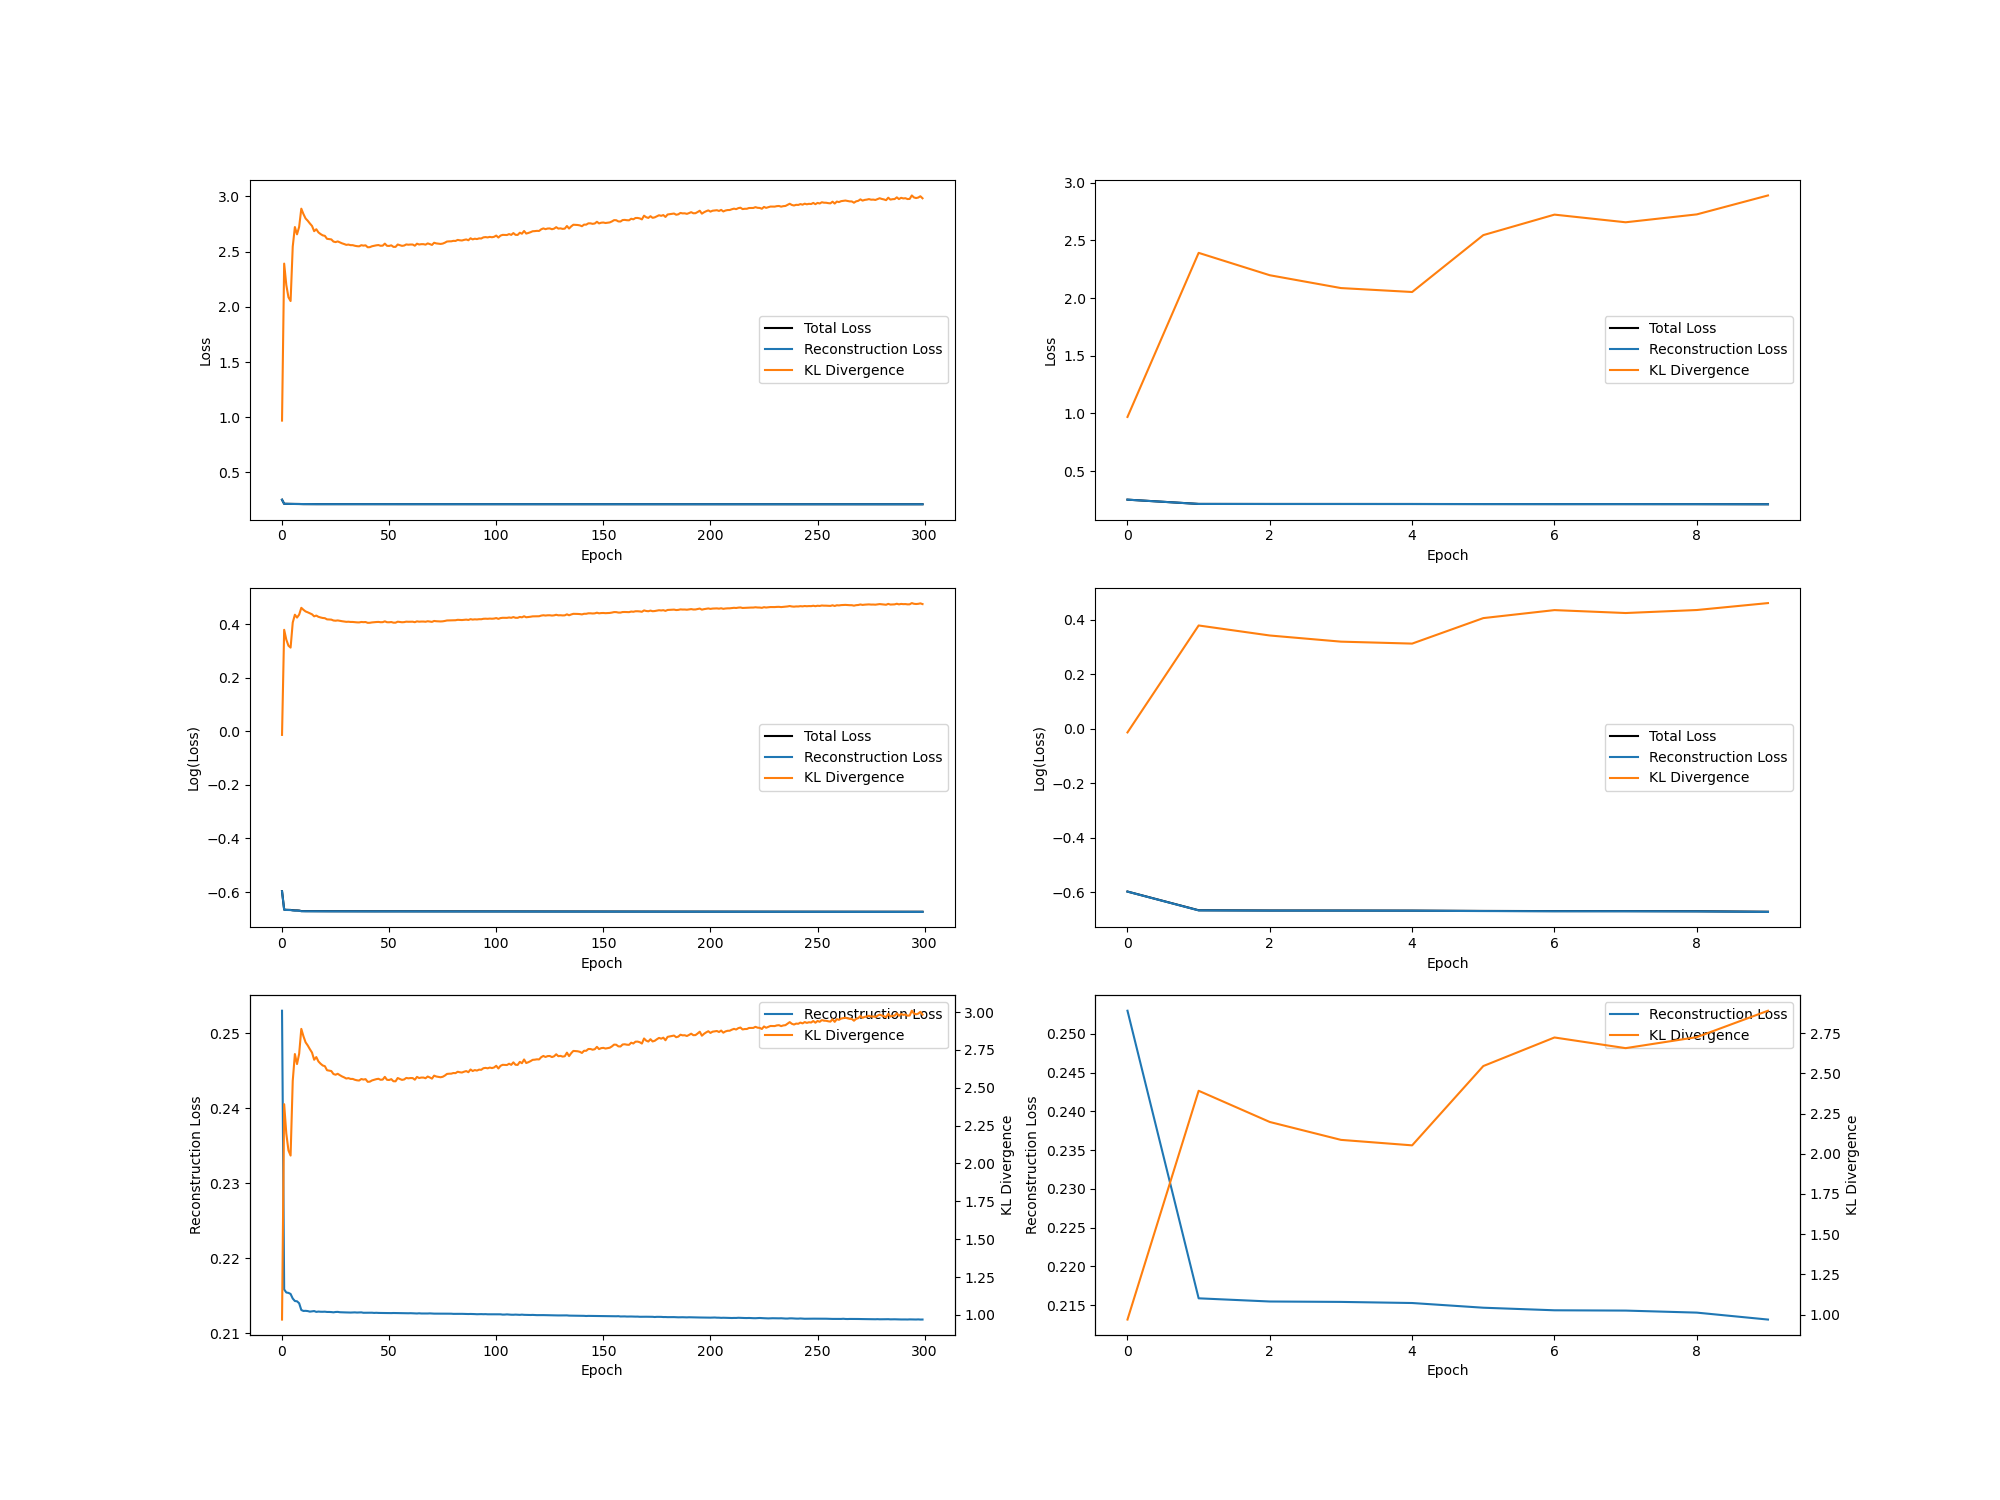 3.0
2.5
2.0
1.5
1.0
0.5
Loss
Total Loss
Reconstruction Loss
KL Divergence
0 50 100 150 200 250 300
Epoch
3.0
2.5
2.0
1.5
1.0
0.5
Loss
Total Loss
Reconstruction Loss
KL Divergence
0 2 4 6 8
Epoch
0.4
0.2
0.0
−0.2
−0.4
−0.6
Log(Loss)
Total Loss
Reconstruction Loss
KL Divergence
0 50 100 150 200 250 300
Epoch
0.4
0.2
0.0
−0.2
−0.4
−0.6
Log(Loss)
Total Loss
Reconstruction Loss
KL Divergence
0 2 4 6 8
Epoch
0.25
0.24
0.23
0.22
0.21
Reconstruction Loss
Reconstruction Loss
KL Divergence
3.00
2.75
2.50
2.25
2.00
1.75
1.50
1.25
1.00
KL Divergence
0 50 100 150 200 250 300
Epoch
0.250
0.245
0.240
0.235
0.230
0.225
0.220
0.215
Reconstruction Loss
Reconstruction Loss
KL Divergence
2.75
2.50
2.25
2.00
1.75
1.50
1.25
1.00
KL Divergence
0 2 4 6 8
Epoch